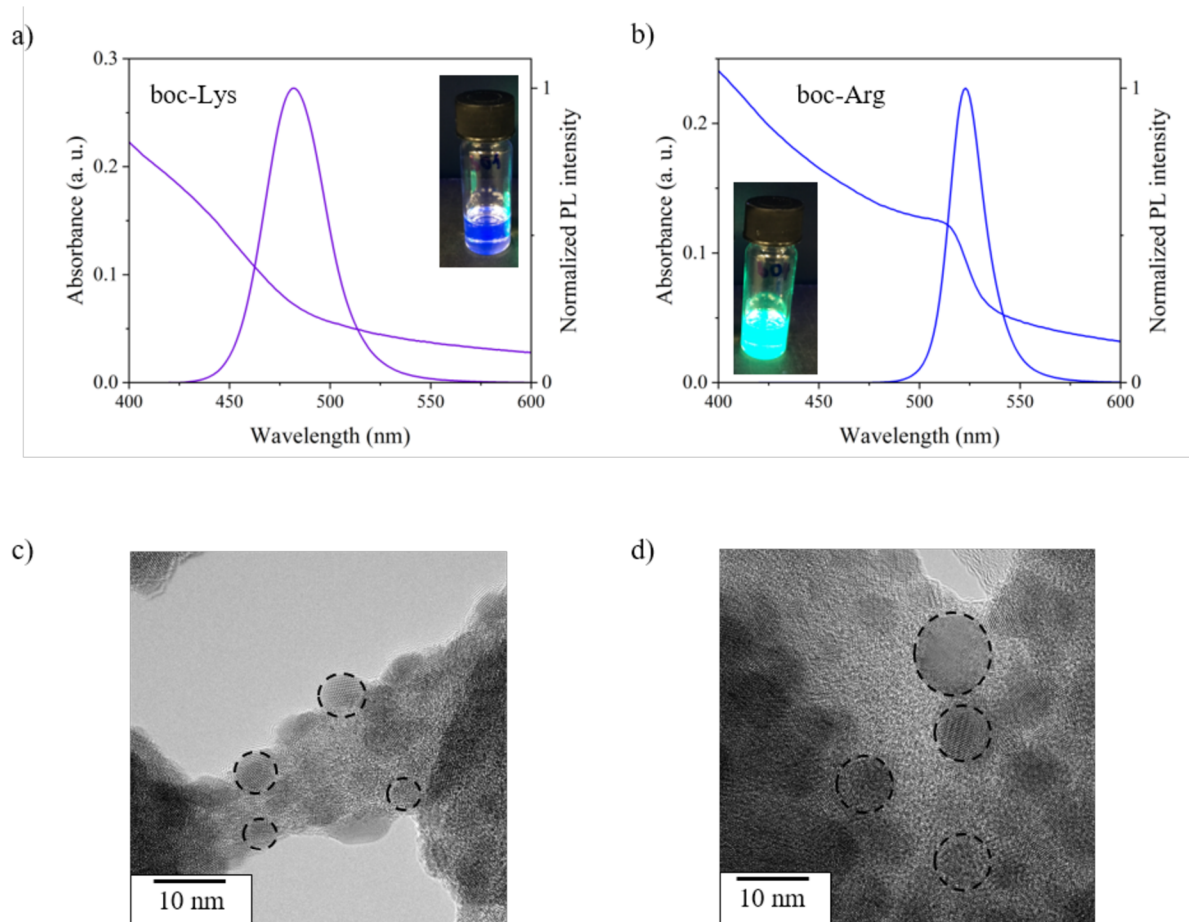 a)
boc-Lys
0.3
0.2
0.1
0.0
Absorbance (a. u.)
400
450
500
550
600
Wavelength (nm)
1
0
Normalized PL intensity
b)
boc-Arg
0.2
0.1
0.0
Absorbance (a. u.)
400
450
500
550
600
Wavelength (nm)
1
0
Normalized PL intensity
c)
10 nm
d)
10 nm